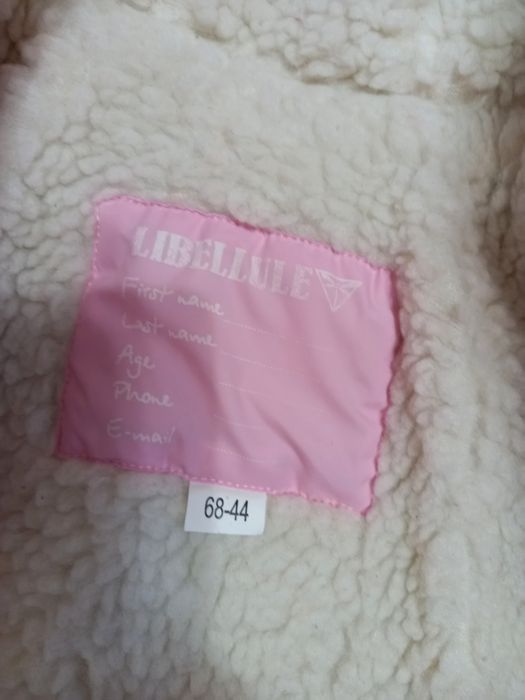 LIBELLULE
First name
Last name
Age
Phone
E-mail
68-44